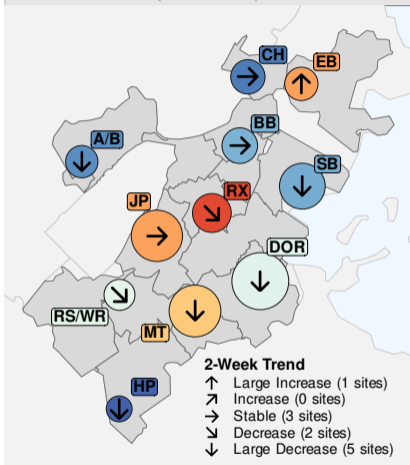 CH
EB
BB
A/B
SB
RX
JP
DOR
RS/WR
MT
HP
2-Week Trend
↑ Large Increase (1 sites)
↗ Increase (0 sites)
→ Stable (3 sites)
↘ Decrease (2 sites)
↓ Large Decrease (5 sites)